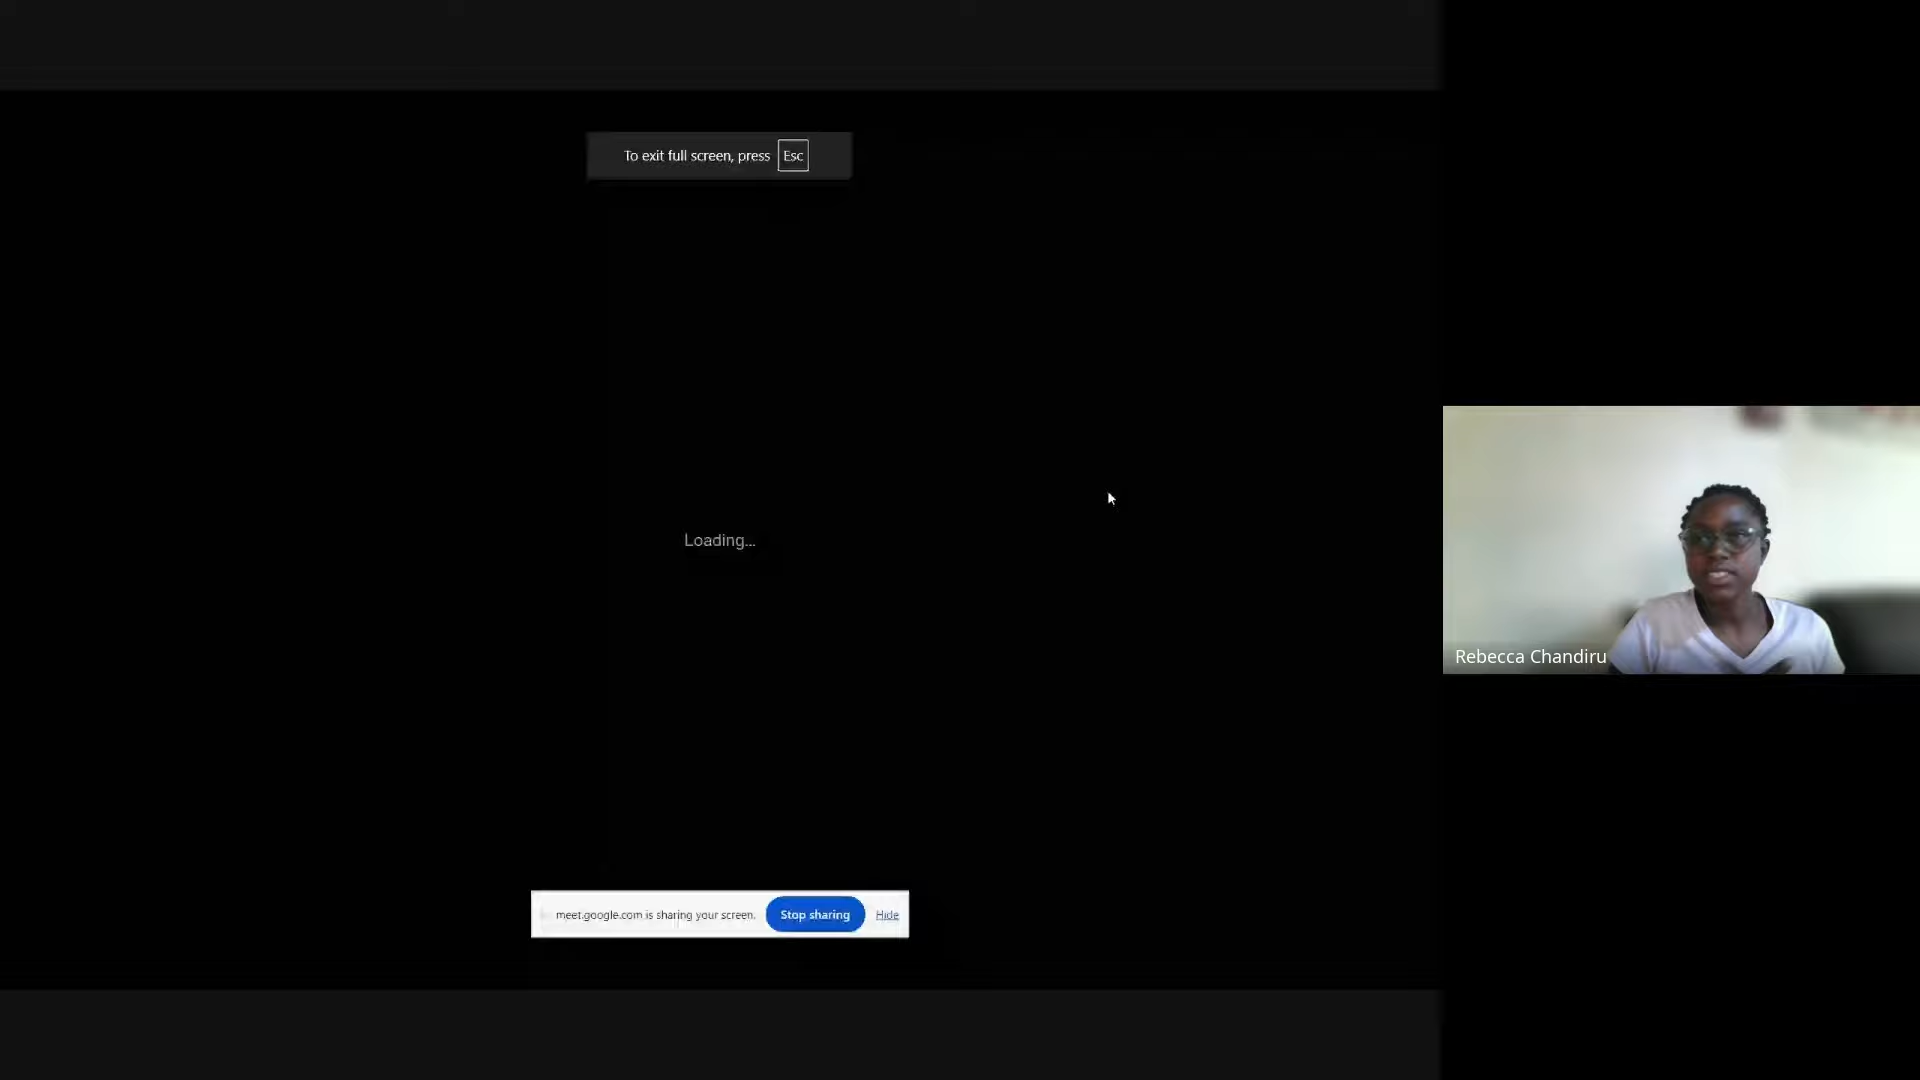 To exit full screen, press Esc
Loading...
Rebecca Chandiru
meet.google.com is sharing your screen. Stop sharing Hide